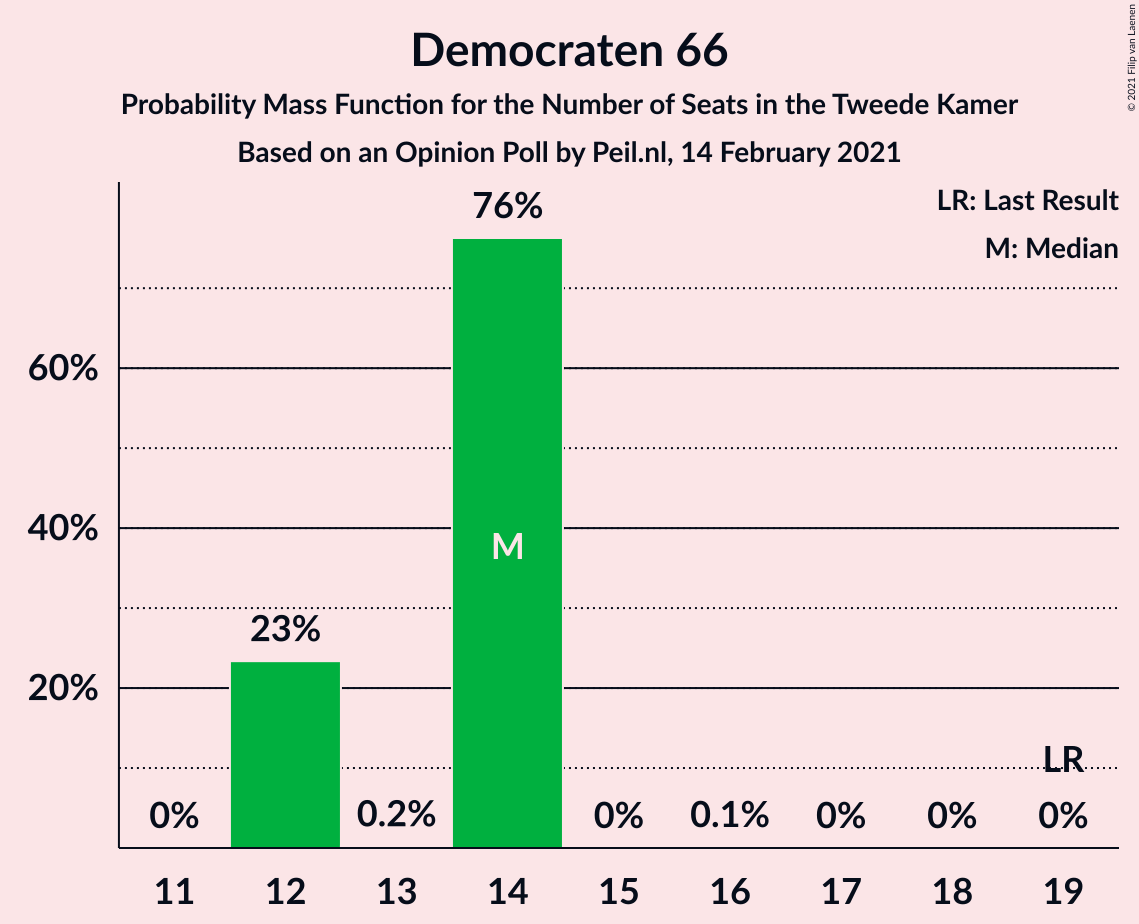 Democraten 66
Probability Mass Function for the Number of Seats in the Tweede Kamer
Based on an Opinion Poll by Peil.nl, 14 February 2021
© 2021 Filip van Laenen
LR: Last Result
M: Median
76%
60%
40%
M
23%
20%
LR
0%
0.2%
0%
0.1%
0%
0%
0%
11 12 13 14 15 16 17 18 19